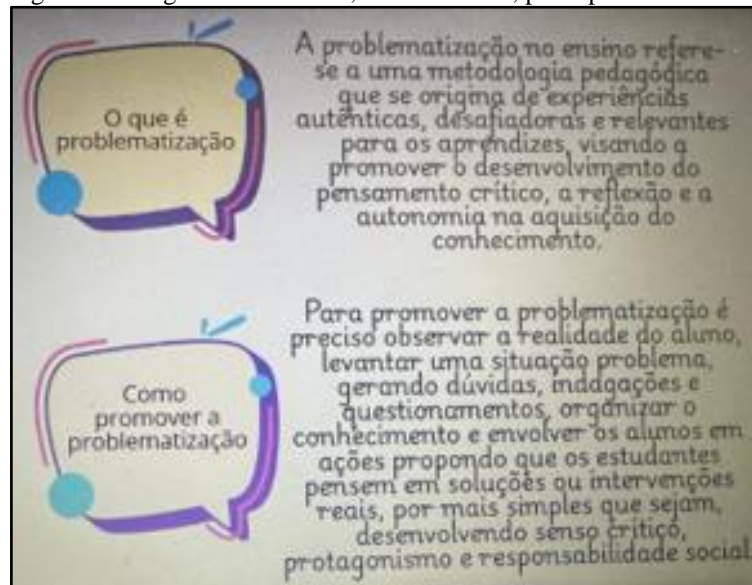 O que é
problematização
A problematização no ensino refere-
se a uma metodologia pedagógica
que se origina de experiências
autênticas, desafiadoras e relevantes
para os aprendizes, visando a
promover o desenvolvimento do
pensamento crítico, a reflexão e a
autonomia na aquisição do
conhecimento.
Como
promover a
problematização
Para promover a problematização é
preciso observar a realidade do aluno,
levantar uma situação problema,
gerando dúvidas, indagações e
questionamentos, organizar o
conhecimento e envolver os alunos em
ações propondo que os estudantes
pensem em soluções ou intervenções
reais, por mais simples que sejam,
desenvolvendo senso crítico,
protagonismo e responsabilidade social